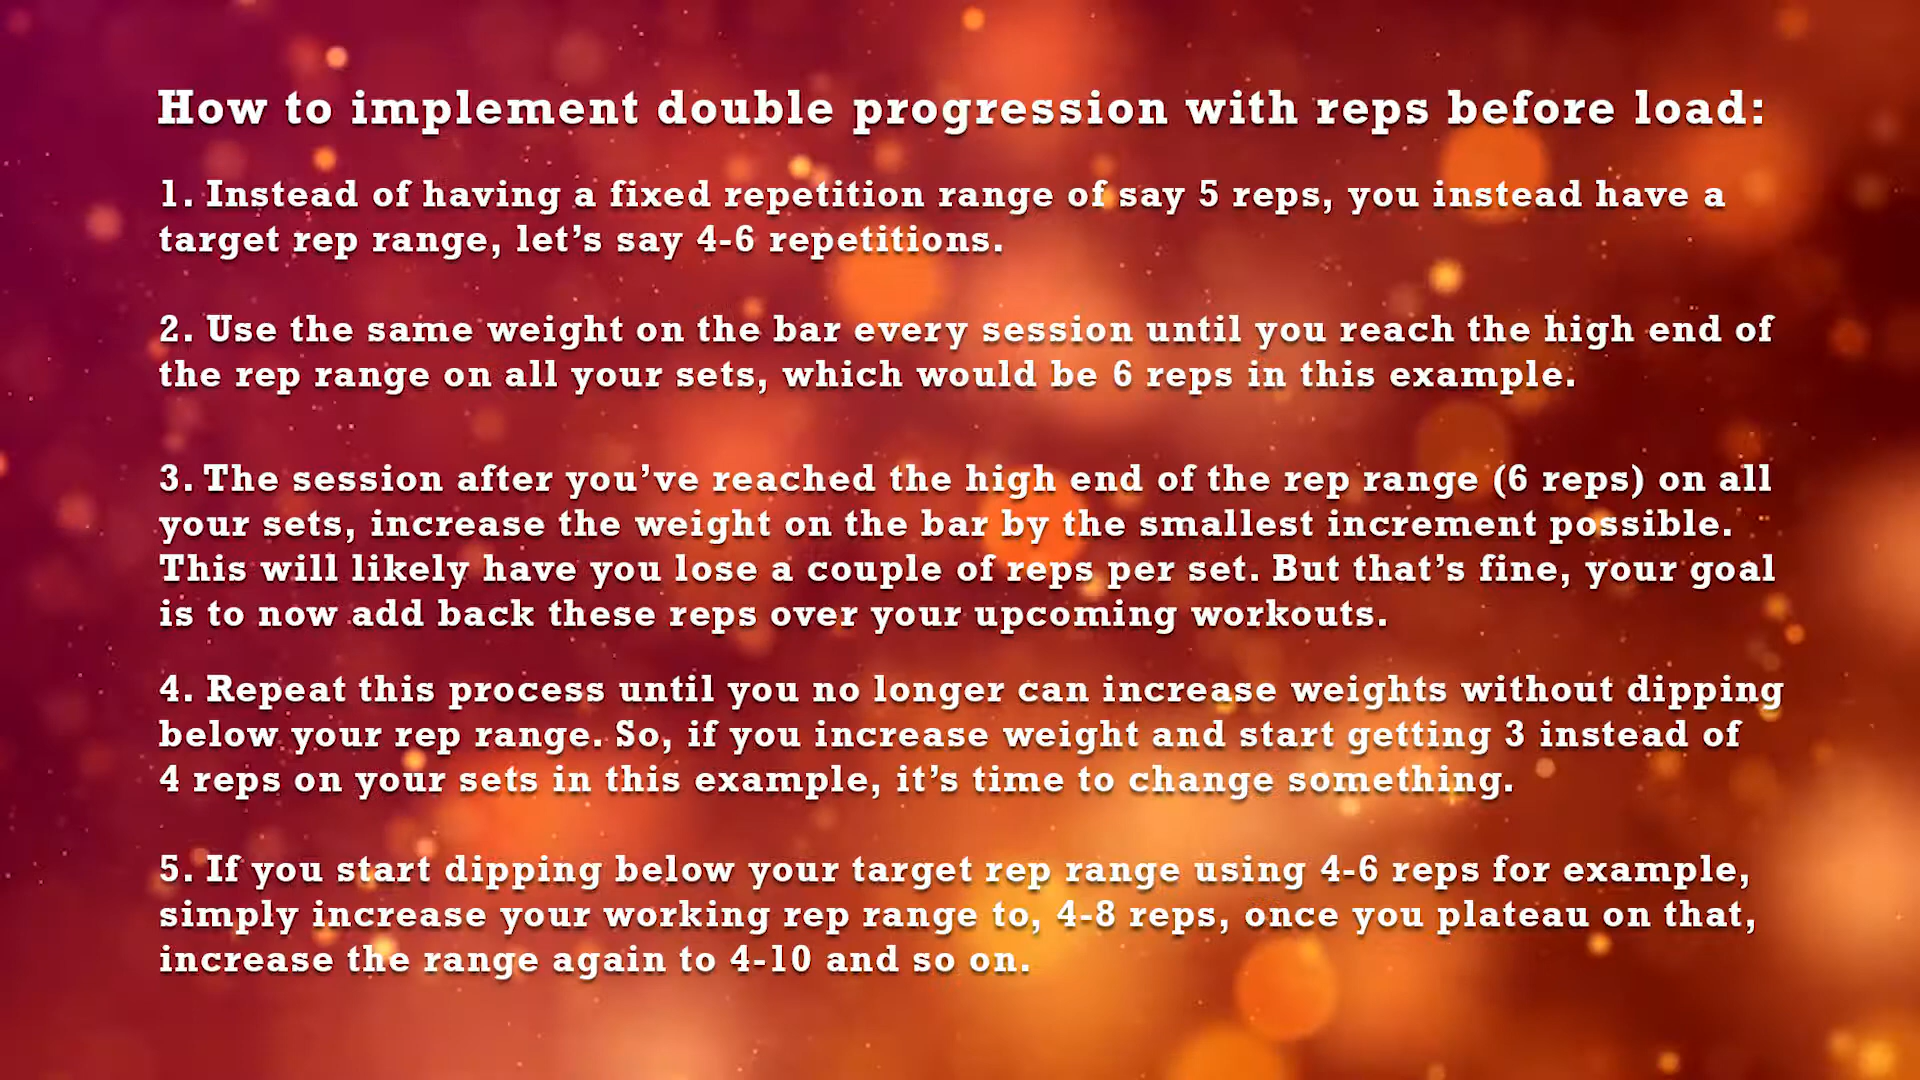 How to implement double progression with reps before load:
1. Instead of having a fixed repetition range of say 5 reps, you instead have a
target rep range, let’s say 4-6 repetitions.
2. Use the same weight on the bar every session until you reach the high end of
the rep range on all your sets, which would be 6 reps in this example.
3. The session after you’ve reached the high end of the rep range (6 reps) on all
your sets, increase the weight on the bar by the smallest increment possible.
This will likely have you lose a couple of reps per set. But that’s fine, your goal
is to now add back these reps over your upcoming workouts.
4. Repeat this process until you no longer can increase weights without dipping
below your rep range. So, if you increase weight and start getting 3 instead of
4 reps on your sets in this example, it’s time to change something.
5. If you start dipping below your target rep range using 4-6 reps for example,
simply increase your working rep range to, 4-8 reps, once you plateau on that,
increase the range again to 4-10 and so on.